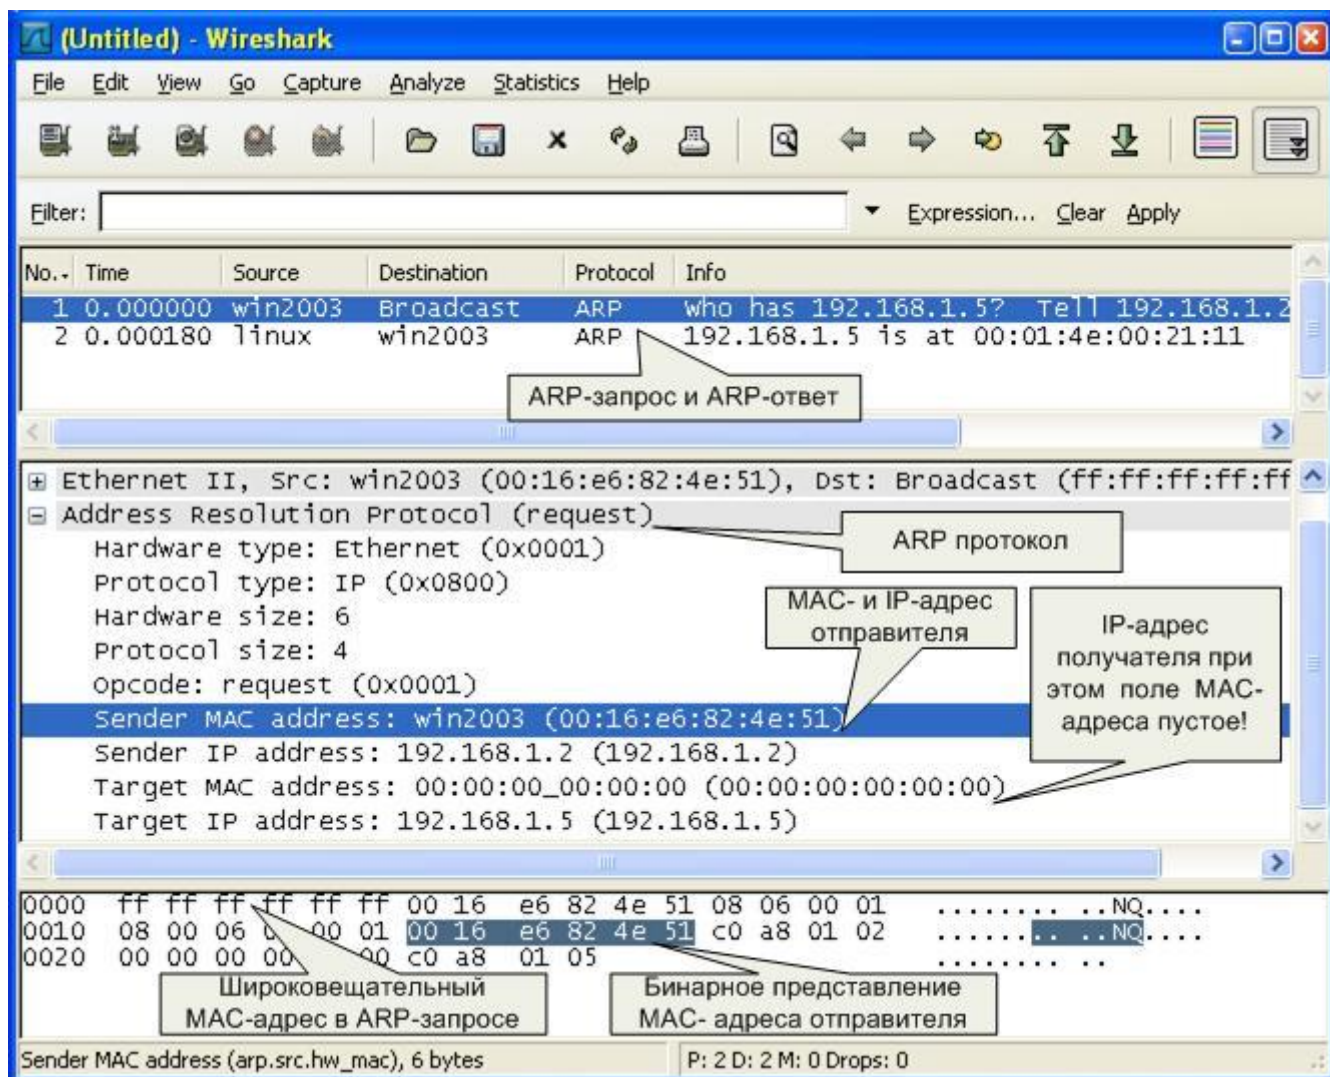 (Untitled) - Wireshark
File Edit View Go Capture Analyze Statistics Help
Filter: Expression... Clear Apply
No. Time Source Destination Protocol Info
1 0.000000 win2003 Broadcast ARP who has 192.168.1.5? Tell 192.168.1.2
2 0.000180 linux win2003 ARP 192.168.1.5 is at 00:01:4e:00:21:11
ARP-запрос и ARP-ответ
Ethernet II, Src: win2003 (00:16:e6:82:4e:51), Dst: Broadcast (ff:ff:ff:ff:ff
Address Resolution Protocol (request)
ARP протокол
Hardware type: Ethernet (0x0001)
Protocol type: IP (0x0800)
Hardware size: 6
Protocol size: 4
Opcode: request (0x0001)
MAC- и IP-адрес
отправителя
IP-адрес
получателя при
этом поле MAC-
адреса пустое!
Sender MAC address: win2003 (00:16:e6:82:4e:51)
Sender IP address: 192.168.1.2 (192.168.1.2)
Target MAC address: 00:00:00_00:00:00 (00:00:00:00:00:00)
Target IP address: 192.168.1.5 (192.168.1.5)
0000 ff ff ff ff ff ff 00 16 e6 82 4e 51 08 06 00 01 ........ ..NQ....
0010 08 00 06 00 01 00 16 e6 82 4e 51 c0 a8 01 02 ........ ..NQ....
0020 00 00 00 00 00 00 c0 a8 01 05 ........ ..
Широковещательный
MAC-адрес в ARP-запросе
Бинарное представление
MAC- адреса отправителя
Sender MAC address (arp.src.hw_mac), 6 bytes P: 2 D: 2 M: 0 Drops: 0